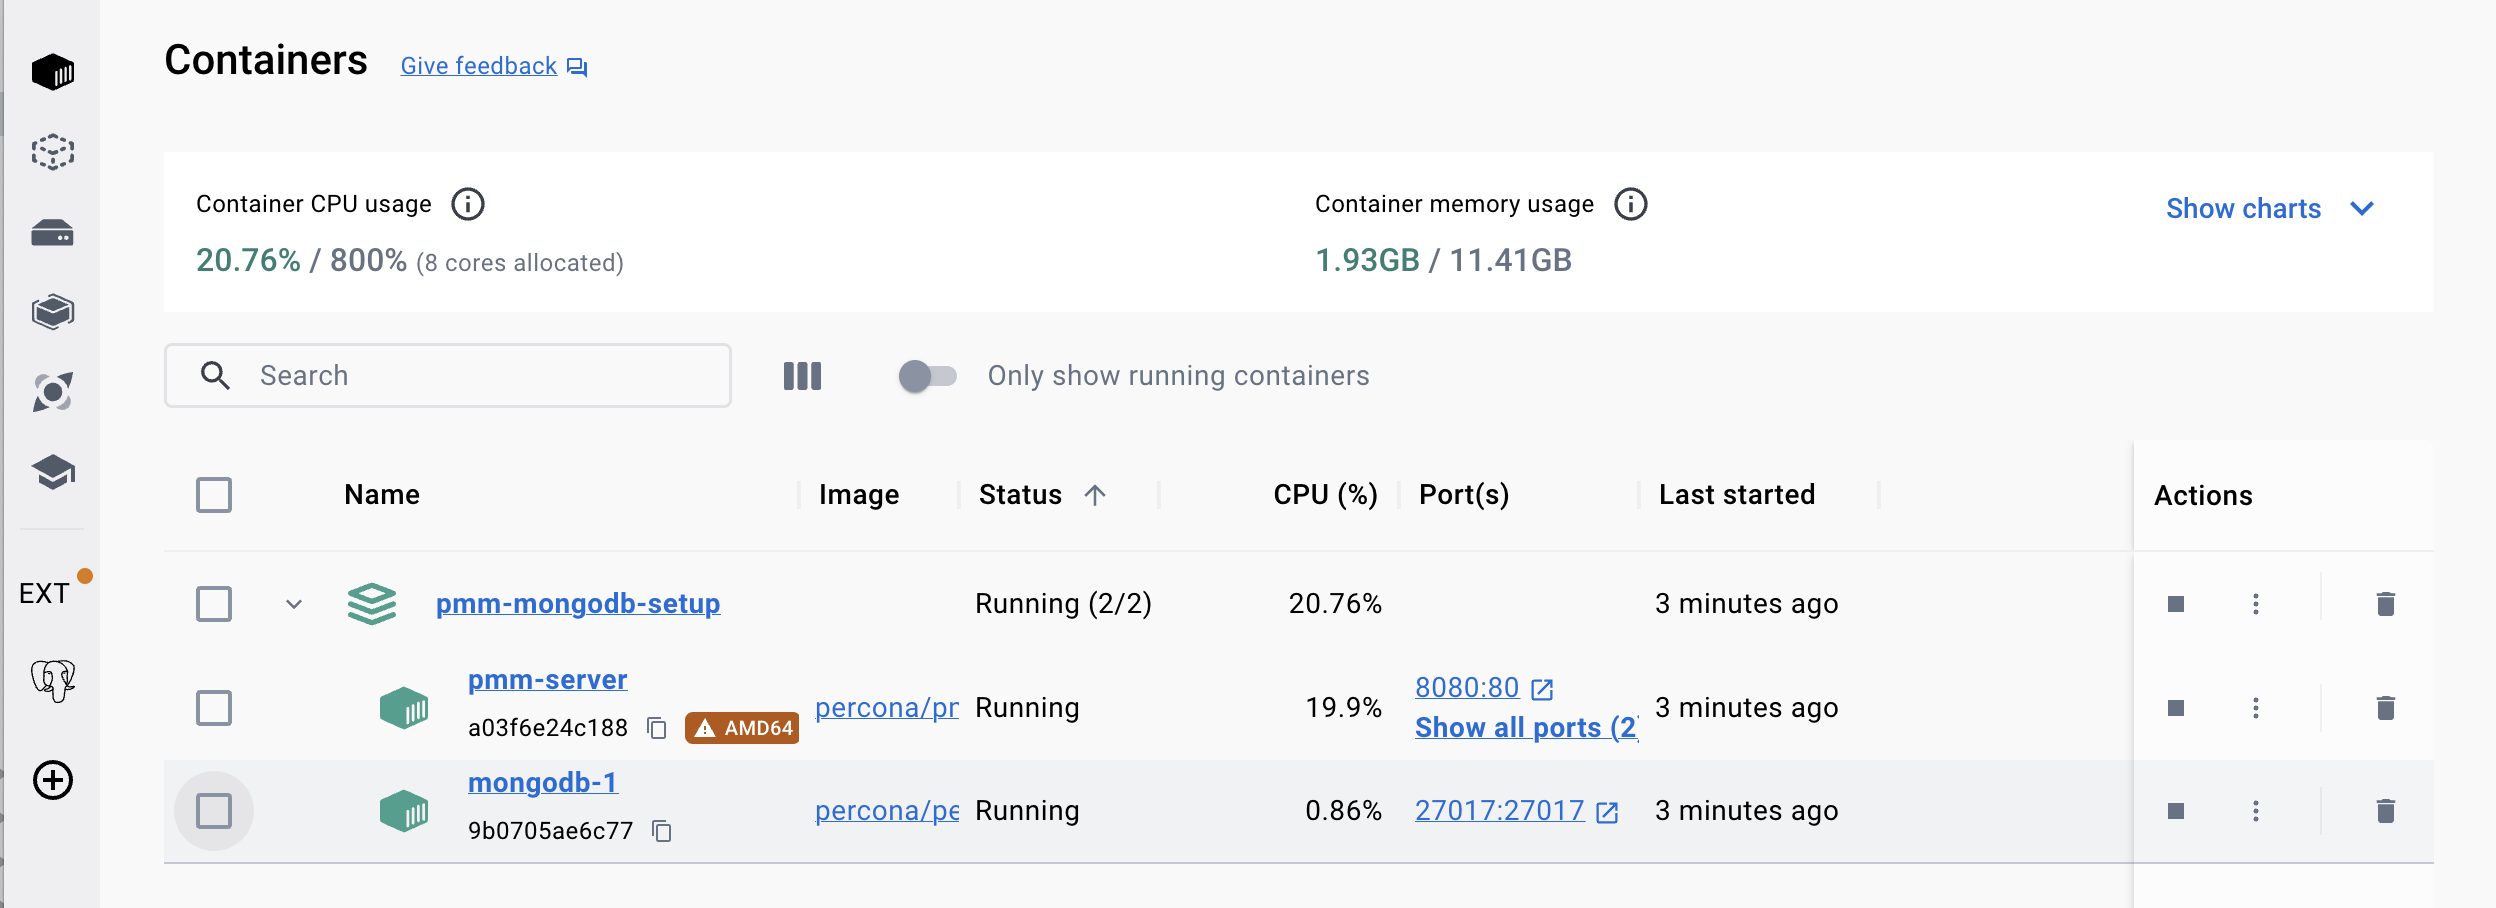 Containers Give feedback
Container CPU usage
20.76% / 800% (8 cores allocated)
Container memory usage
1.93GB / 11.41GB
Show charts
Search
Only show running containers
Name Image Status CPU (%) Port(s) Last started Actions
EXT
pmm-mongodb-setup Running (2/2) 20.76% 3 minutes ago
pmm-server
a03f6e24c188 AMD64
percona/pr Running 19.9%
8080:80
Show all ports (2)
3 minutes ago
mongodb-1
9b0705ae6c77
percona/pe Running 0.86% 27017:27017 3 minutes ago